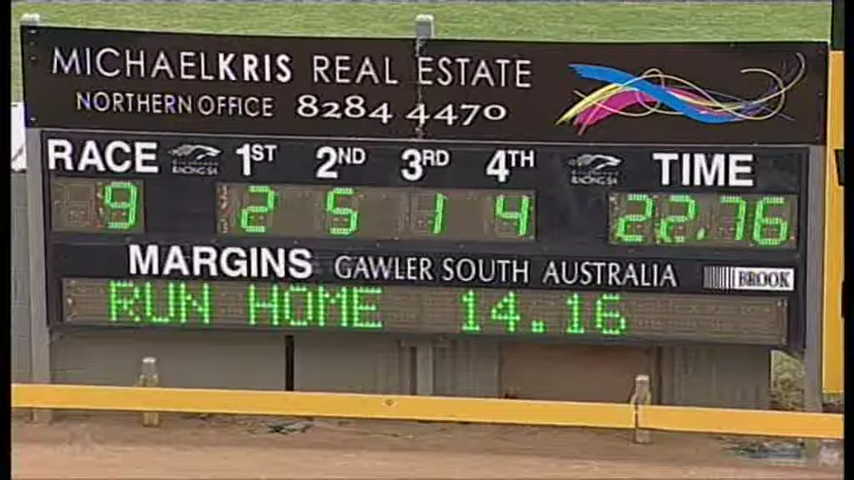 MICHAELKRIS REAL ESTATE
NORTHERN OFFICE 8284 4470
RACE 1ST 2ND 3RD 4TH TIME
9 2 5 1 4 22.76
MARGINS GAWLER SOUTH AUSTRALIA BROOK
RUN HOME 14.16